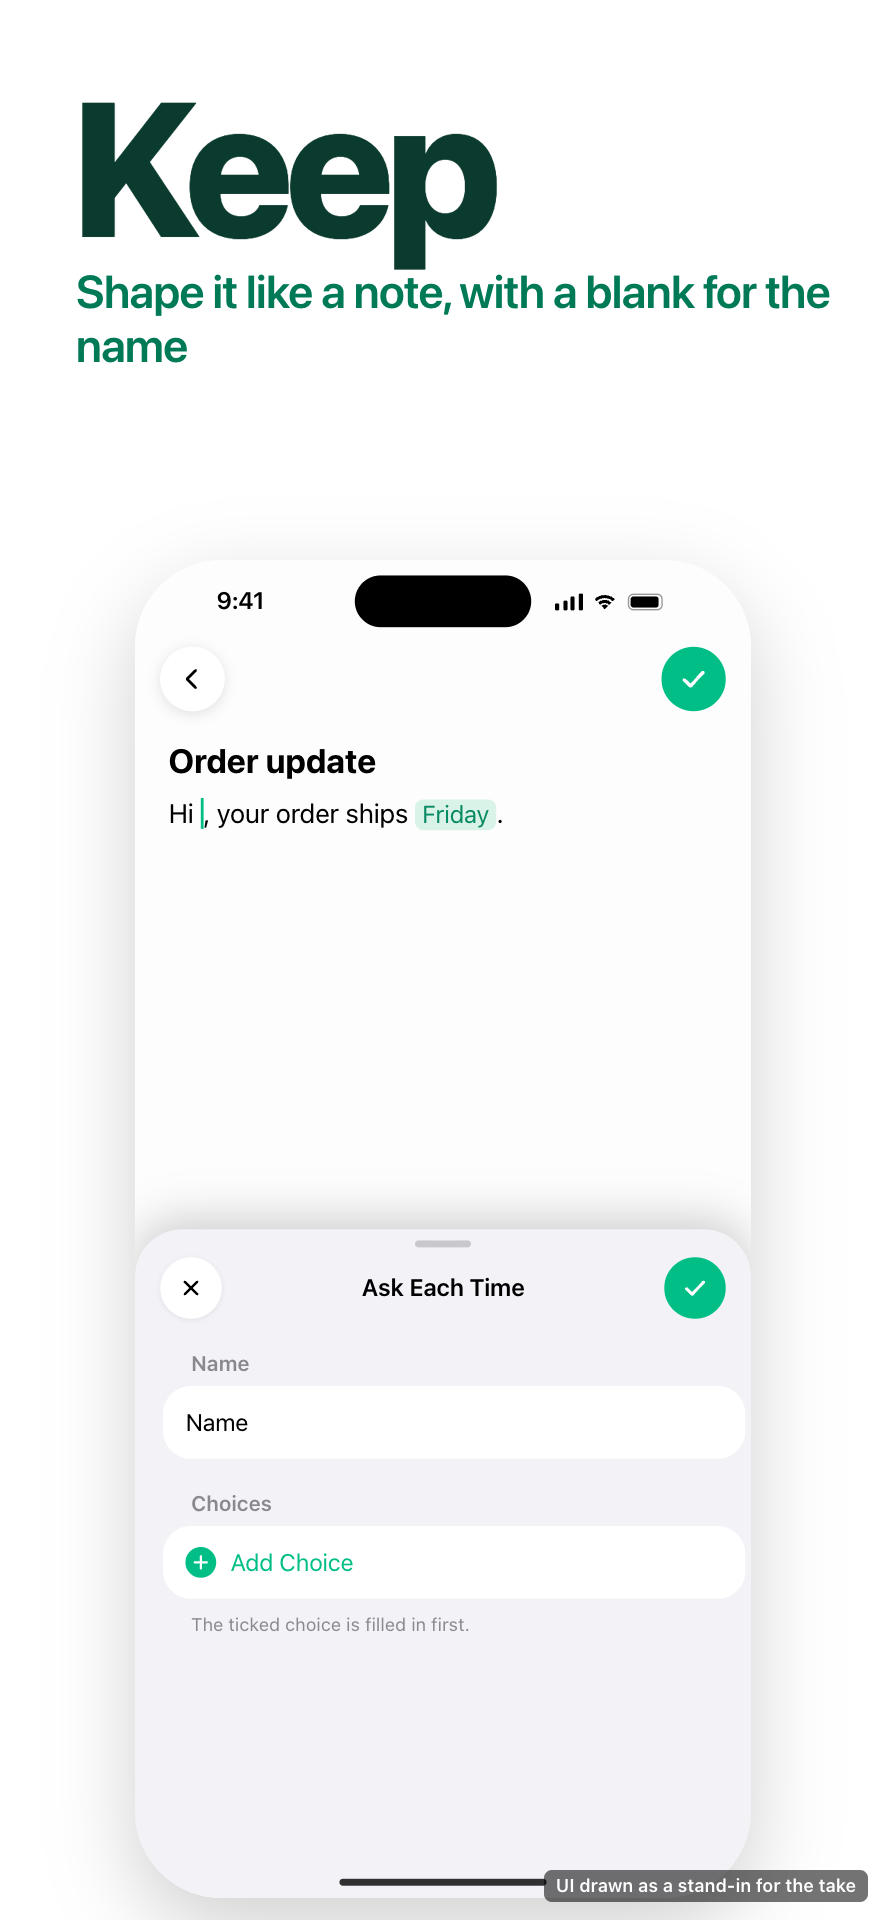 Keep
Shape it like a note, with a blank for the
name
9:41
Order update
Hi , your order ships Friday.
Ask Each Time
Name
Name
Choices
Add Choice
The ticked choice is filled in first.
UI drawn as a stand-in for the take